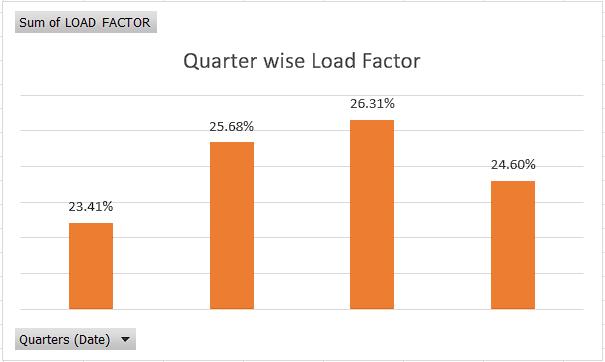 Sum of LOAD FACTOR
Quarter wise Load Factor
23.41%
25.68%
26.31%
24.60%
Quarters (Date)